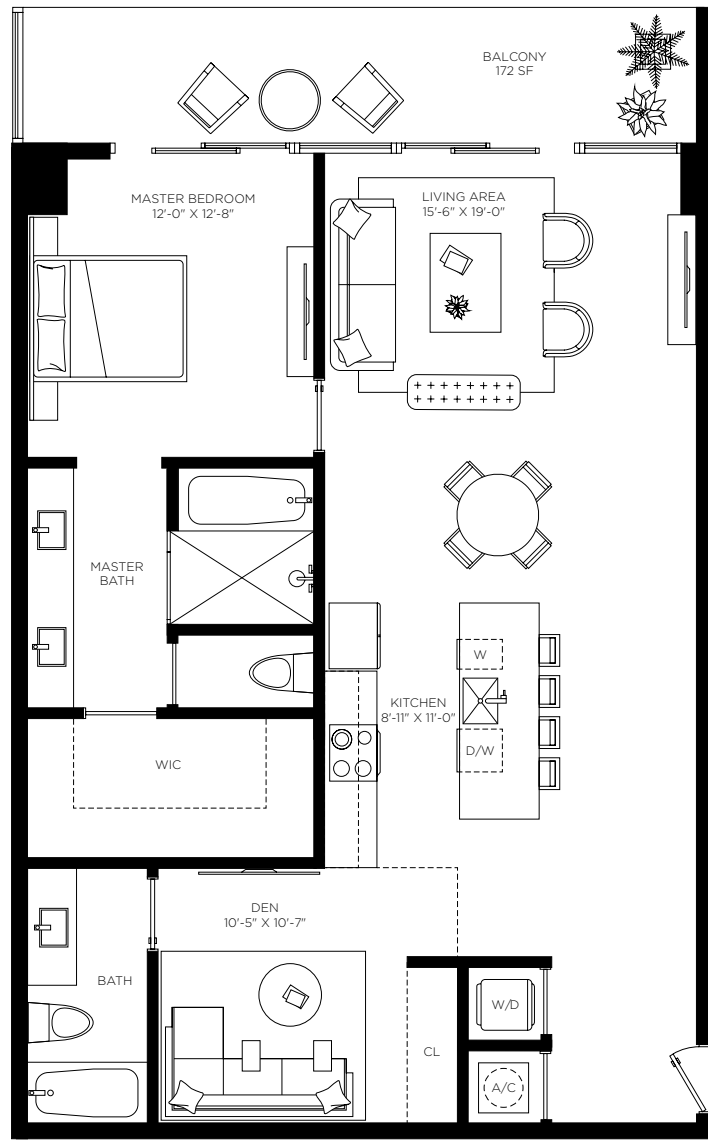 BALCONY
172 SF
MASTER BEDROOM
12'-0" X 12'-8"
LIVING AREA
15'-6" X 19'-0"
MASTER
BATH
W
KITCHEN
8'-11" X 11'-0"
D/W
WIC
DEN
10'-5" X 10'-7"
BATH
W/D
CL
A/C